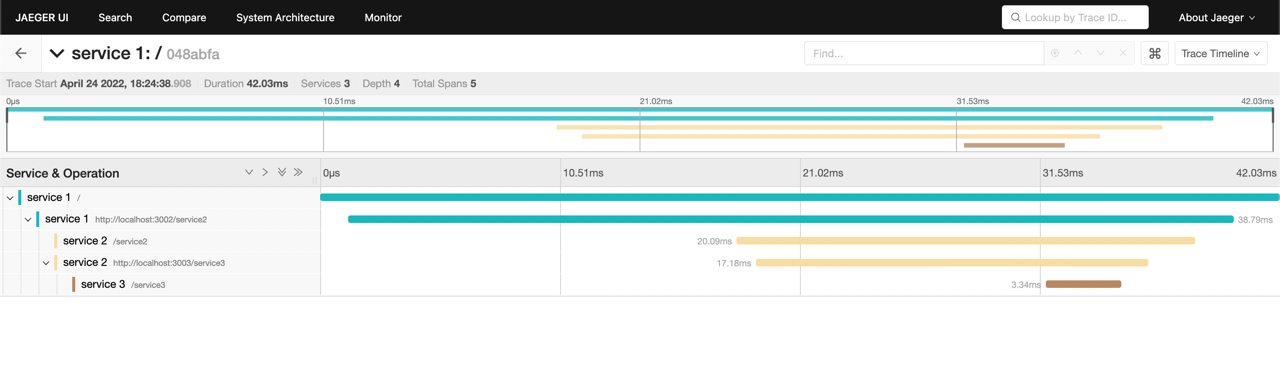 JAEGER UI Search Compare System Architecture Monitor Lookup by Trace ID... About Jaeger
service 1: / 048abfa Find... ⌘ Trace Timeline
Trace Start April 24 2022, 18:24:38.908 Duration 42.03ms Services 3 Depth 4 Total Spans 5
0μs 10.51ms 21.02ms 31.53ms 42.03ms
Service & Operation 0μs 10.51ms 21.02ms 31.53ms 42.03ms
service 1 /
service 1 http://localhost:3002/service2 38.79ms
service 2 /service2 20.09ms
service 2 http://localhost:3003/service3 17.18ms
service 3 /service3 3.34ms